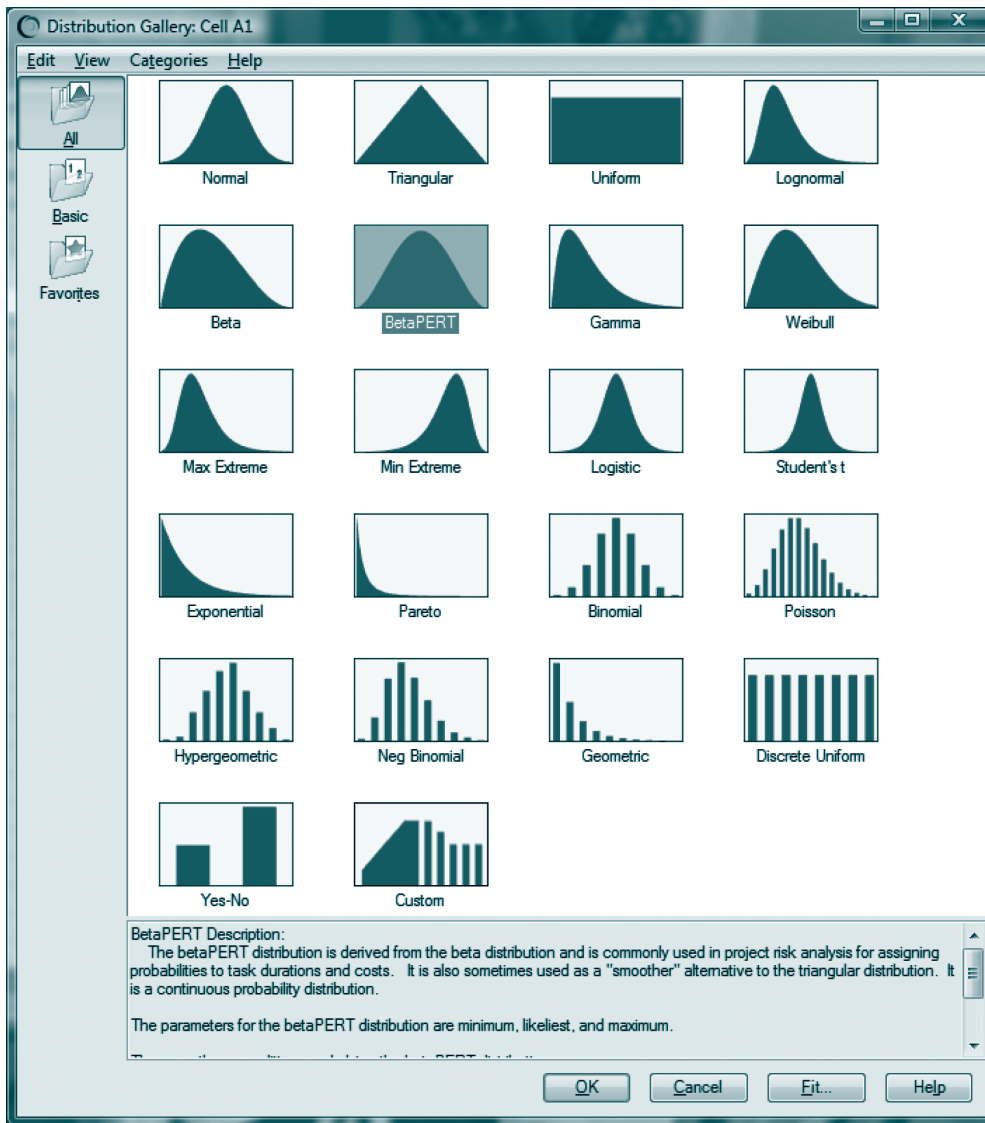 Distribution Gallery: Cell A1
Edit View Categories Help
All
Basic
Favorites
Normal Triangular Uniform Lognormal
Beta BetaPERT Gamma Weibull
Max Extreme Min Extreme Logistic Student's t
Exponential Pareto Binomial Poisson
Hypergeometric Neg Binomial Geometric Discrete Uniform
Yes-No Custom
BetaPERT Description:
The betaPERT distribution is derived from the beta distribution and is commonly used in project risk analysis for assigning
probabilities to task durations and costs. It is also sometimes used as a "smoother" alternative to the triangular distribution. It
is a continuous probability distribution.
The parameters for the betaPERT distribution are minimum, likeliest, and maximum.
OK Cancel Fit... Help